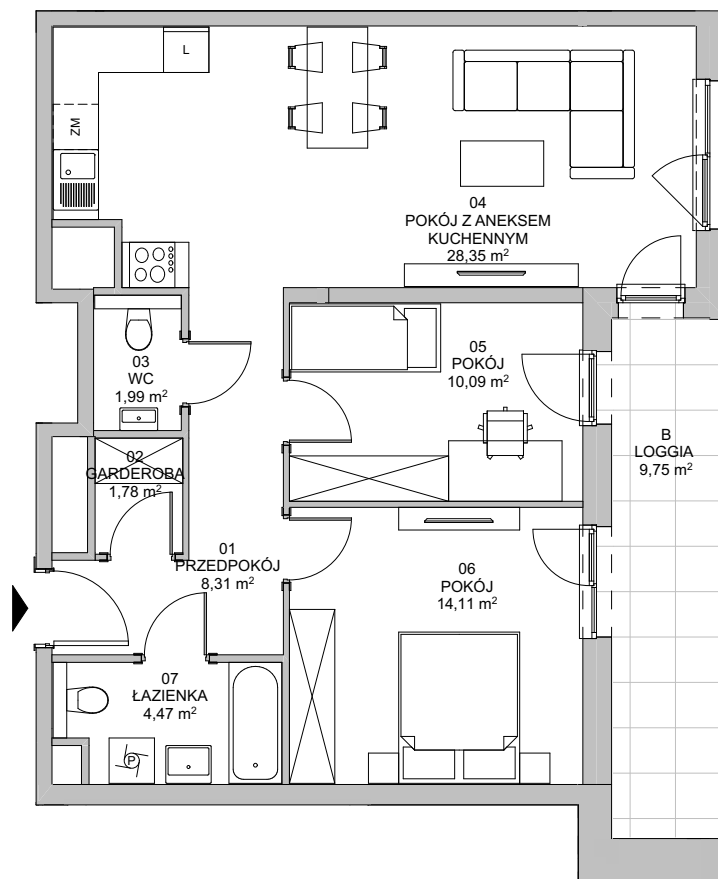 L
ZM
04
POKÓJ Z ANEKSEM
KUCHENNYM
28,35 m²
03
WC
1,99 m²
05
POKÓJ
10,09 m²
B
LOGGIA
9,75 m²
02
GARDEROBA
1,78 m²
01
PRZEDPOKÓJ
8,31 m²
06
POKÓJ
14,11 m²
07
ŁAZIENKA
4,47 m²
P